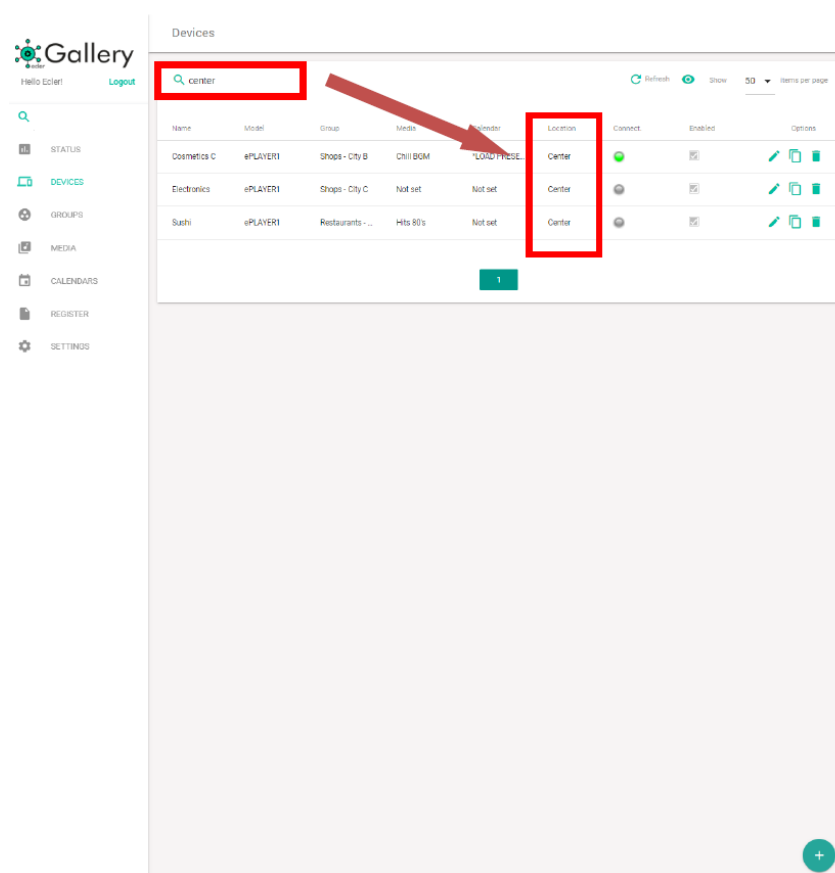 Devices
Gallery
ecler
Hello Ecler!
Logout
center
Refresh
Show
50
items per page
Name
Model
Group
Media
Calendar
Location
Connect.
Enabled
Options
Cosmetics C
ePLAYER1
Shops - City B
Chill BGM
*LOAD PRESE...
Center
Electronics
ePLAYER1
Shops - City C
Not set
Not set
Center
Sushi
ePLAYER1
Restaurants - ...
Hits 80's
Not set
Center
1
STATUS
DEVICES
GROUPS
MEDIA
CALENDARS
REGISTER
SETTINGS
+